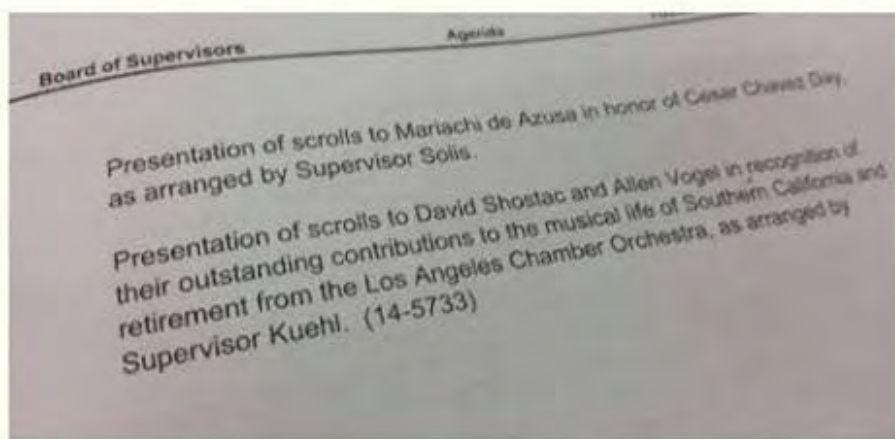 Board of Supervisors
Agenda
Presentation of scrolls to Mariachi de Azusa in honor of Cesar Chavez Day,
as arranged by Supervisor Solis.
Presentation of scrolls to David Shostac and Allen Vogel in recognition of
their outstanding contributions to the musical life of Southern California and
retirement from the Los Angeles Chamber Orchestra, as arranged by
Supervisor Kuehl. (14-5733)